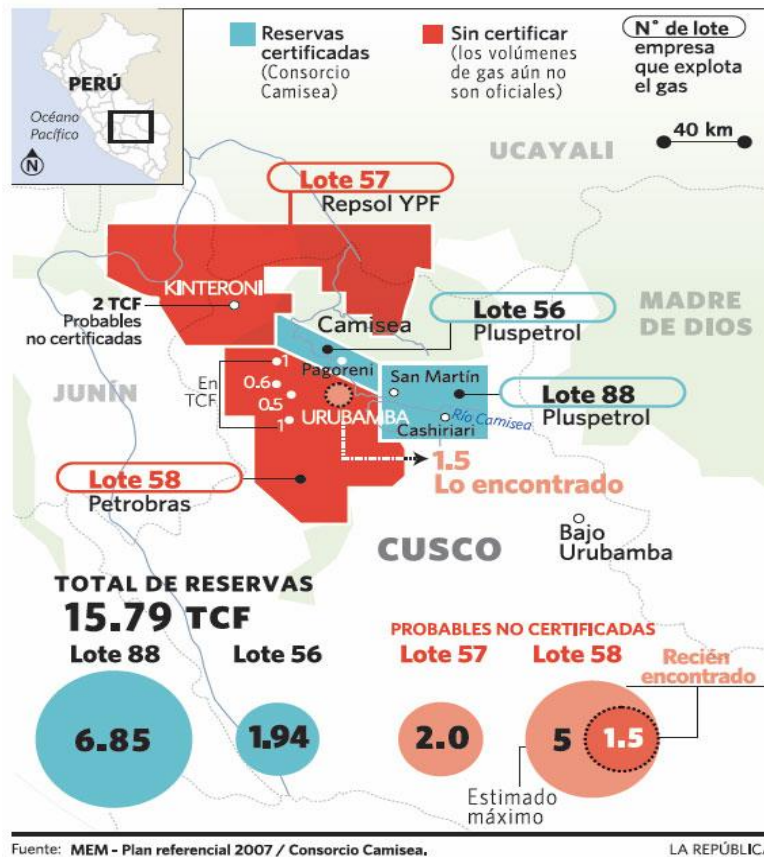 PERÚ
Océano
Pacífico
N
Reservas
certificadas
(Consorcio
Camisea)
Sin certificar
(los volúmenes
de gas aún no
son oficiales)
N° de lote
empresa
que explota
el gas
40 km
UCAYALI
Lote 57
Repsol YPF
KINTERONI
2 TCF
Probables
no certificadas
Camisea
Lote 56
Pluspetrol
MADRE
DE DIOS
JUNÍN
En
TCF
1
0.6
0.5
1
Pagoreni
URUBAMBA
San Martín
Cashiriari
Río Camisea
Lote 88
Pluspetrol
1.5
Lo encontrado
Lote 58
Petrobras
CUSCO
Bajo
Urubamba
TOTAL DE RESERVAS
15.79 TCF
Lote 88
6.85
Lote 56
1.94
PROBABLES NO CERTIFICADAS
Lote 57
2.0
Lote 58
5
1.5
Recién
encontrado
Estimado
máximo
Fuente: MEM - Plan referencial 2007 / Consorcio Camisea.
LA REPÚBLICA